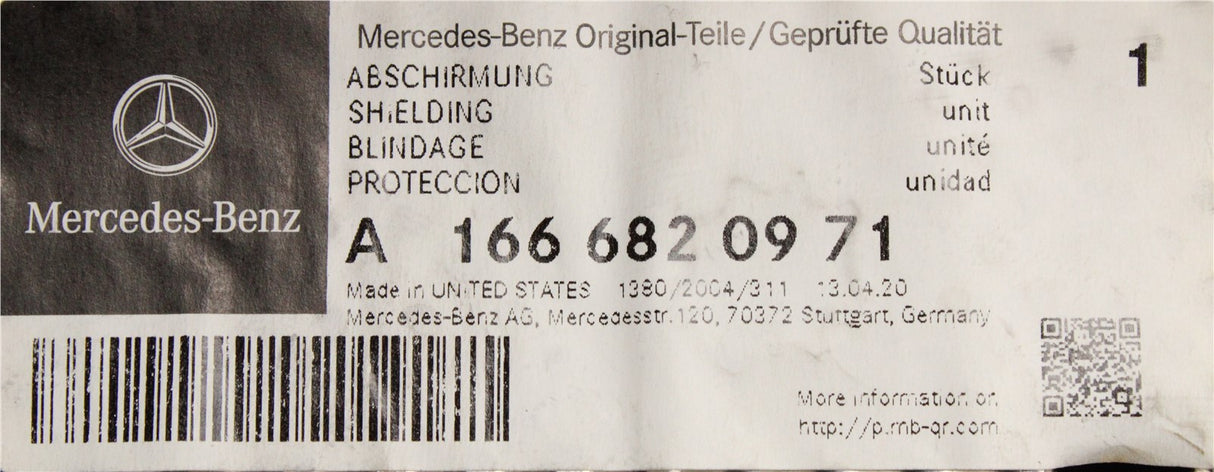 Mercedes-Benz Original-Teile/Geprüfte Qualität
ABSCHIRMUNG Stück 1
SHIELDING unit
BLINDAGE unité
PROTECCION unidad
Mercedes-Benz
A 166 682 09 71
Made in UNITED STATES 1380/2004/311 13.04.20
Mercedes-Benz AG, Mercedesstr.120, 70372 Stuttgart, Germany
More information on
http://p.mb-qr.com